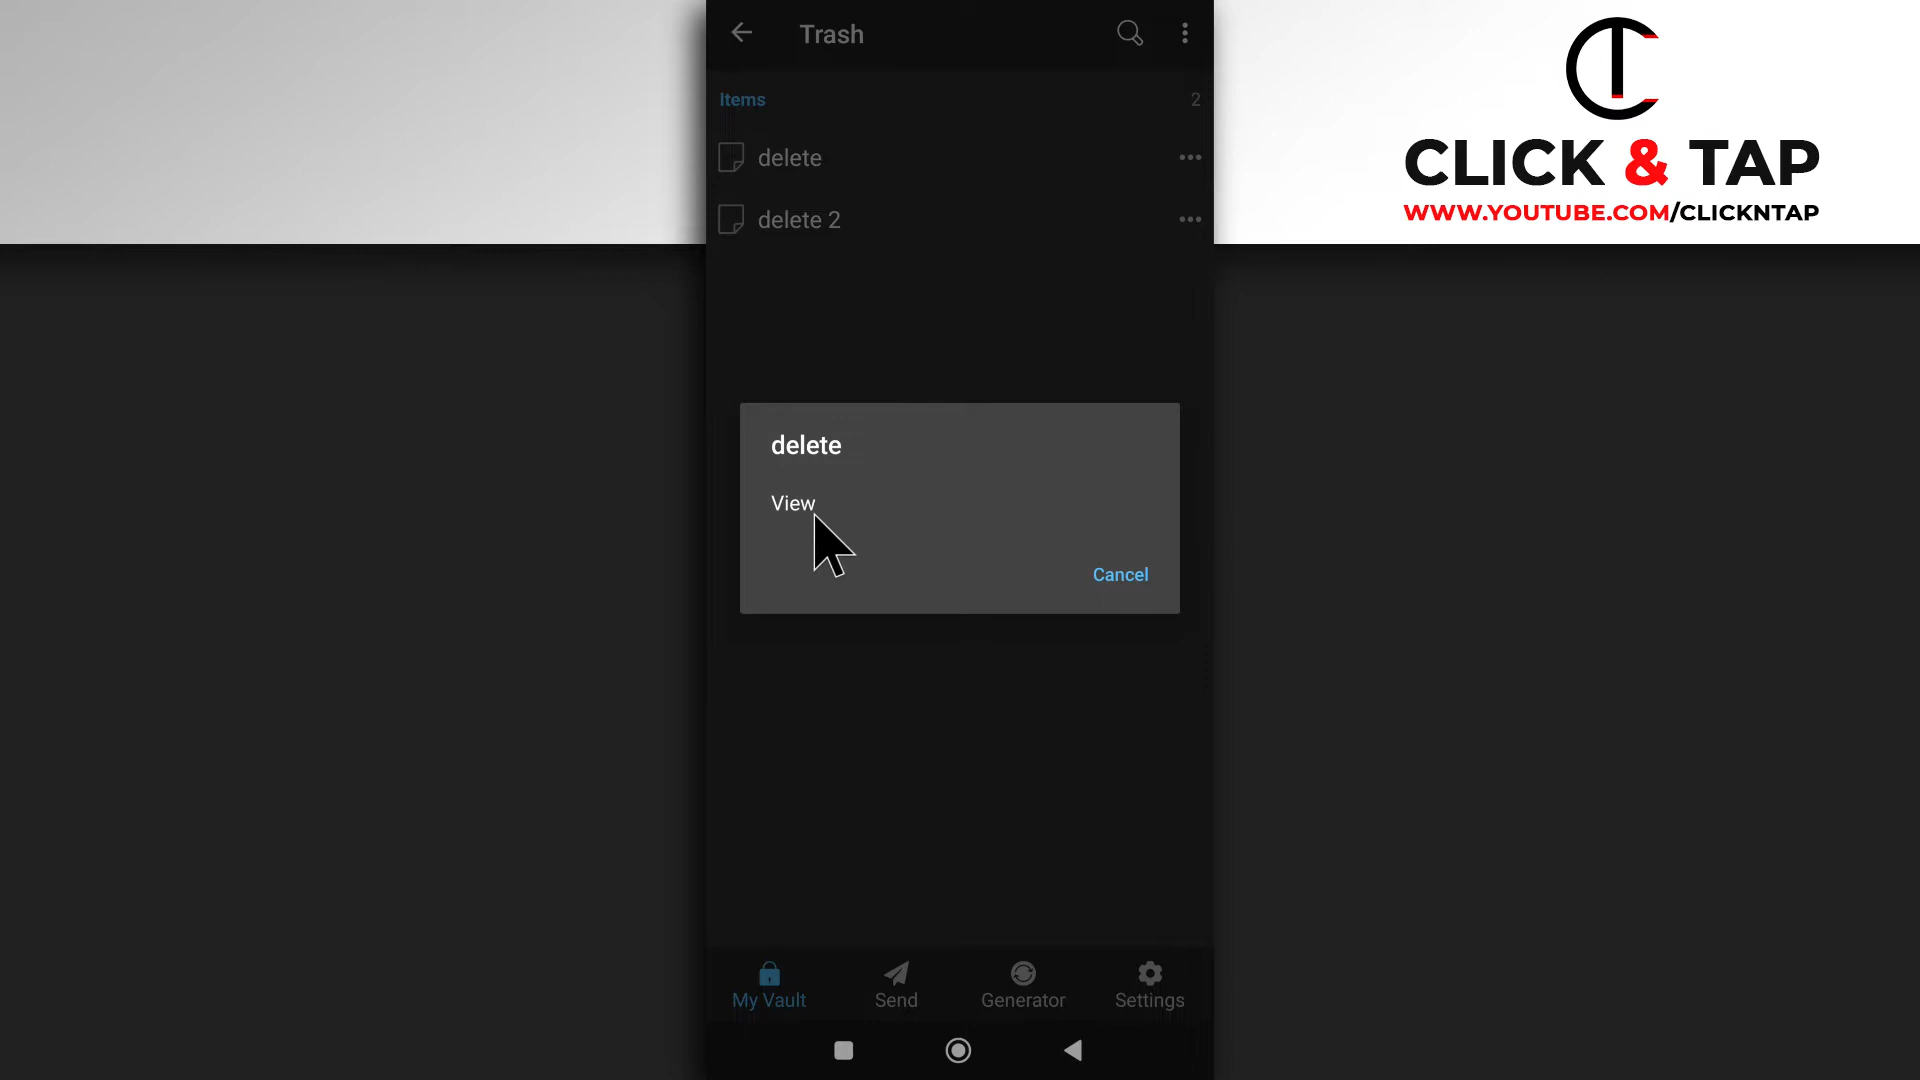 Trash
Items 2
delete
delete 2
delete
View
Cancel
My Vault Send Generator Settings
CLICK & TAP
WWW.YOUTUBE.COM/CLICKNTAP